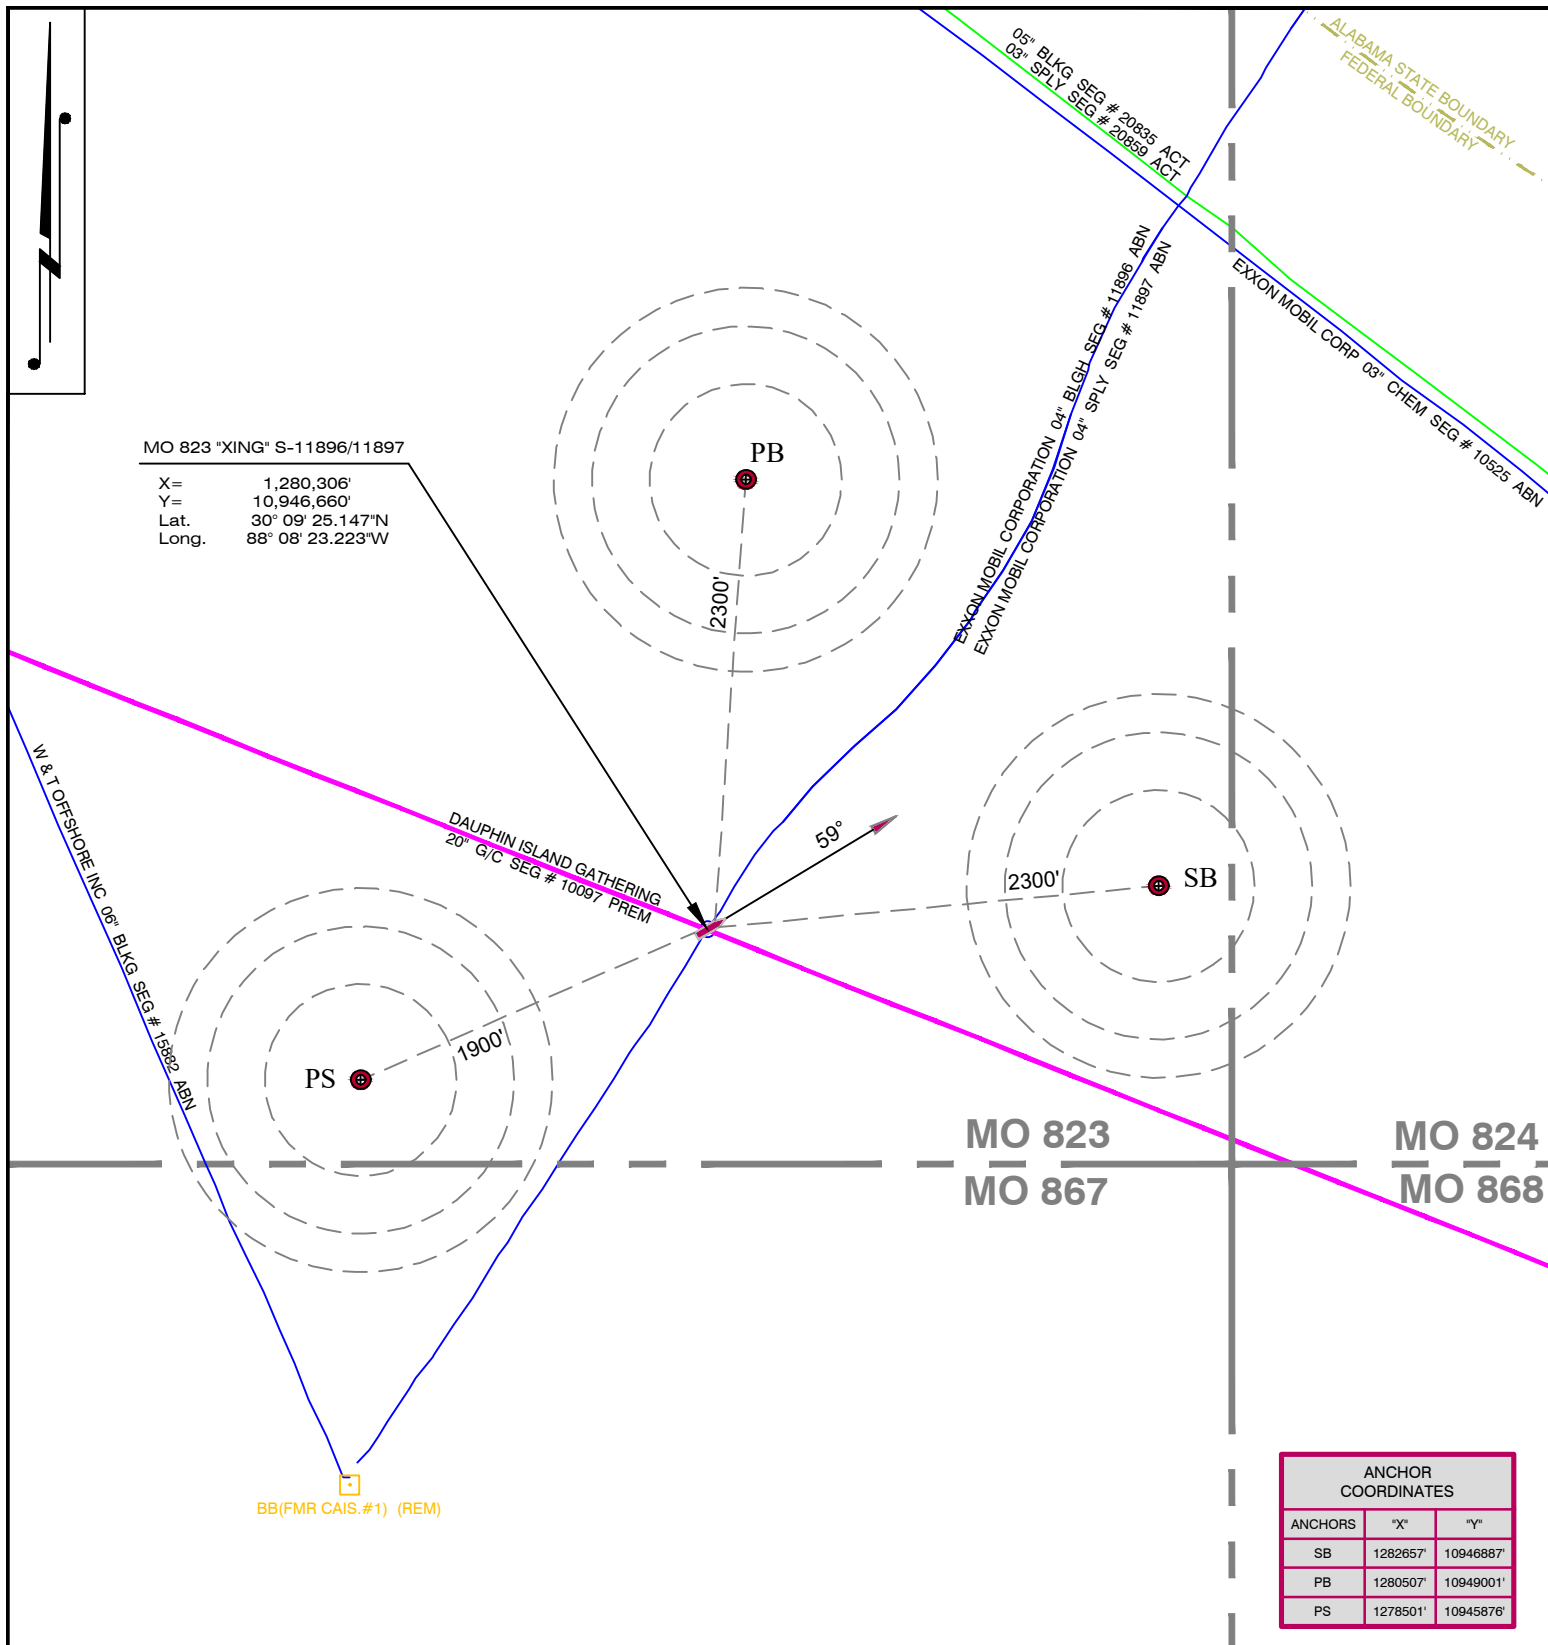 05" BLKG SEG # 20835 ACT
03" SPLY SEG # 20859 ACT
ALABAMA STATE BOUNDARY
FEDERAL BOUNDARY
EXXON MOBIL CORP 03" CHEM SEG # 10525 ABN
EXXON MOBIL CORPORATION 04" BLGH SEG # 11896 ABN
EXXON MOBIL CORPORATION 04" SPLY SEG # 11897 ABN
MO 823 "XING" S-11896/11897
X= 1,280,306'
Y= 10,946,660'
Lat. 30° 09' 25.147"N
Long. 88° 08' 23.223"W
PB
2300'
W & T OFFSHORE INC 06" BLKG SEG # 15882 ABN
DAUPHIN ISLAND GATHERING
20" G/C SEG # 10097 PREM
59°
2300'
SB
1900'
PS
MO 823
MO 824
MO 867
MO 868
BB(FMR CAIS.#1) (REM)
ANCHOR
COORDINATES
ANCHORS "X" "Y"
SB 1282657' 10946887'
PB 1280507' 10949001'
PS 1278501' 10945876'